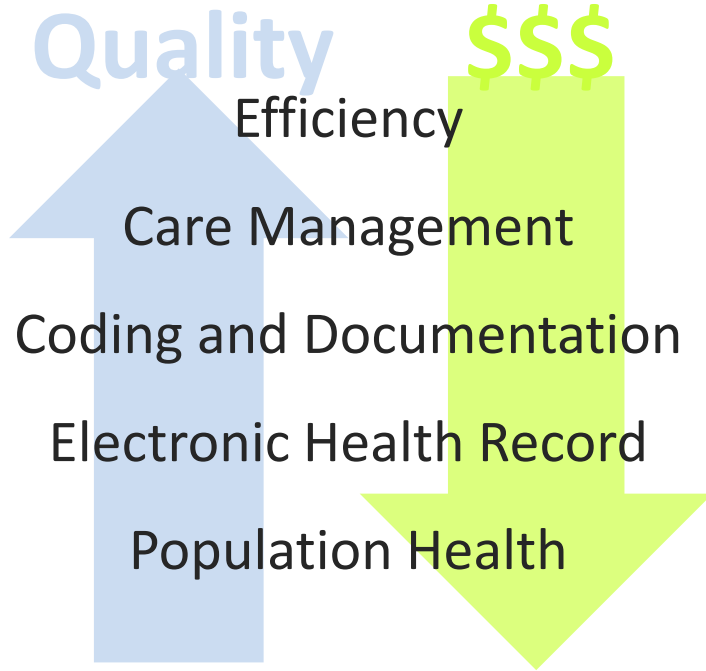 Quality $$$
Efficiency
Care Management
Coding and Documentation
Electronic Health Record
Population Health